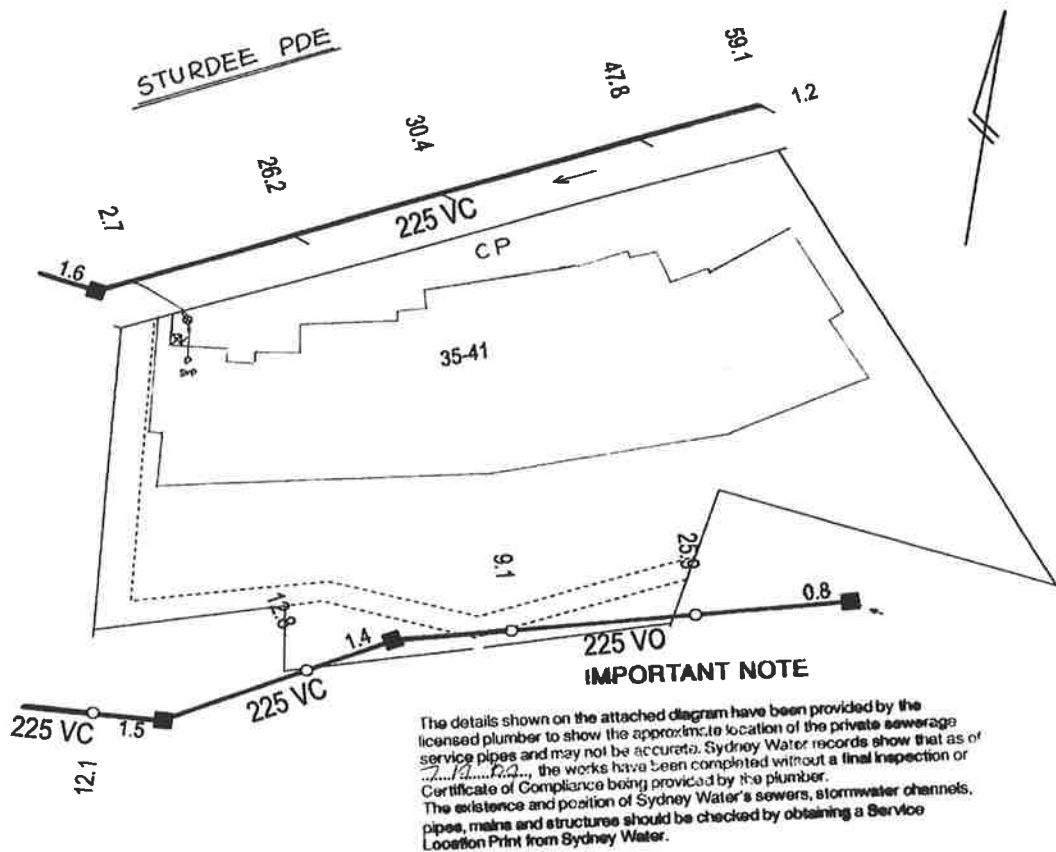 STURDEE PDE
59.1
47.8
1.2
30.4
26.2
225 VC
2.7
CP
1.6
35-41
SVP
9.1
25.9
12.8
0.8
1.4
225 VO
IMPORTANT NOTE
225 VC
225 VC
1.5
12.1
The details shown on the attached diagram have been provided by the
licensed plumber to show the approximate location of the private sewerage
service pipes and may not be accurate. Sydney Water records show that as of
, the works have been completed without a final inspection or
Certificate of Compliance being provided by the plumber.
The existence and position of Sydney Water's sewers, stormwater channels,
pipes, mains and structures should be checked by obtaining a Service
Location Print from Sydney Water.